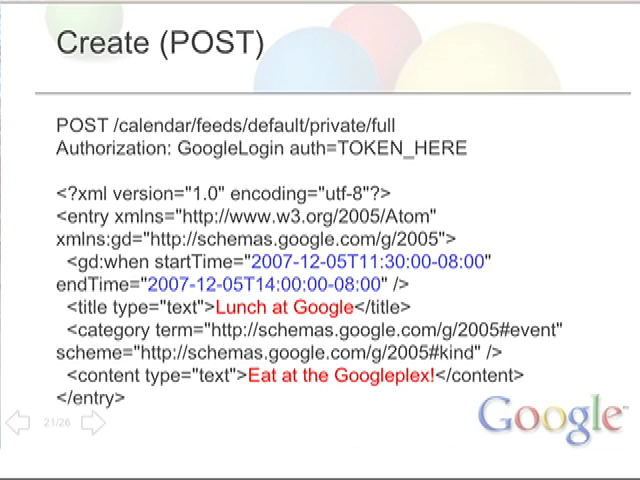 Create (POST)
POST /calendar/feeds/default/private/full
Authorization: GoogleLogin auth=TOKEN_HERE
<?xml version="1.0" encoding="utf-8"?>
<entry xmlns="http://www.w3.org/2005/Atom"
xmlns:gd="http://schemas.google.com/g/2005">
<gd:when startTime="2007-12-05T11:30:00-08:00"
endTime="2007-12-05T14:00:00-08:00" />
<title type="text">Lunch at Google</title>
<category term="http://schemas.google.com/g/2005#event"
scheme="http://schemas.google.com/g/2005#kind" />
<content type="text">Eat at the Googleplex!</content>
</entry>
21/26
Google™